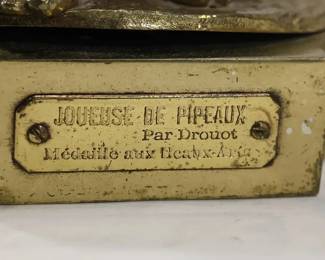 JOUEUSE DE PIPEAUX
Par Drouot
Médaille aux Beaux-Arts